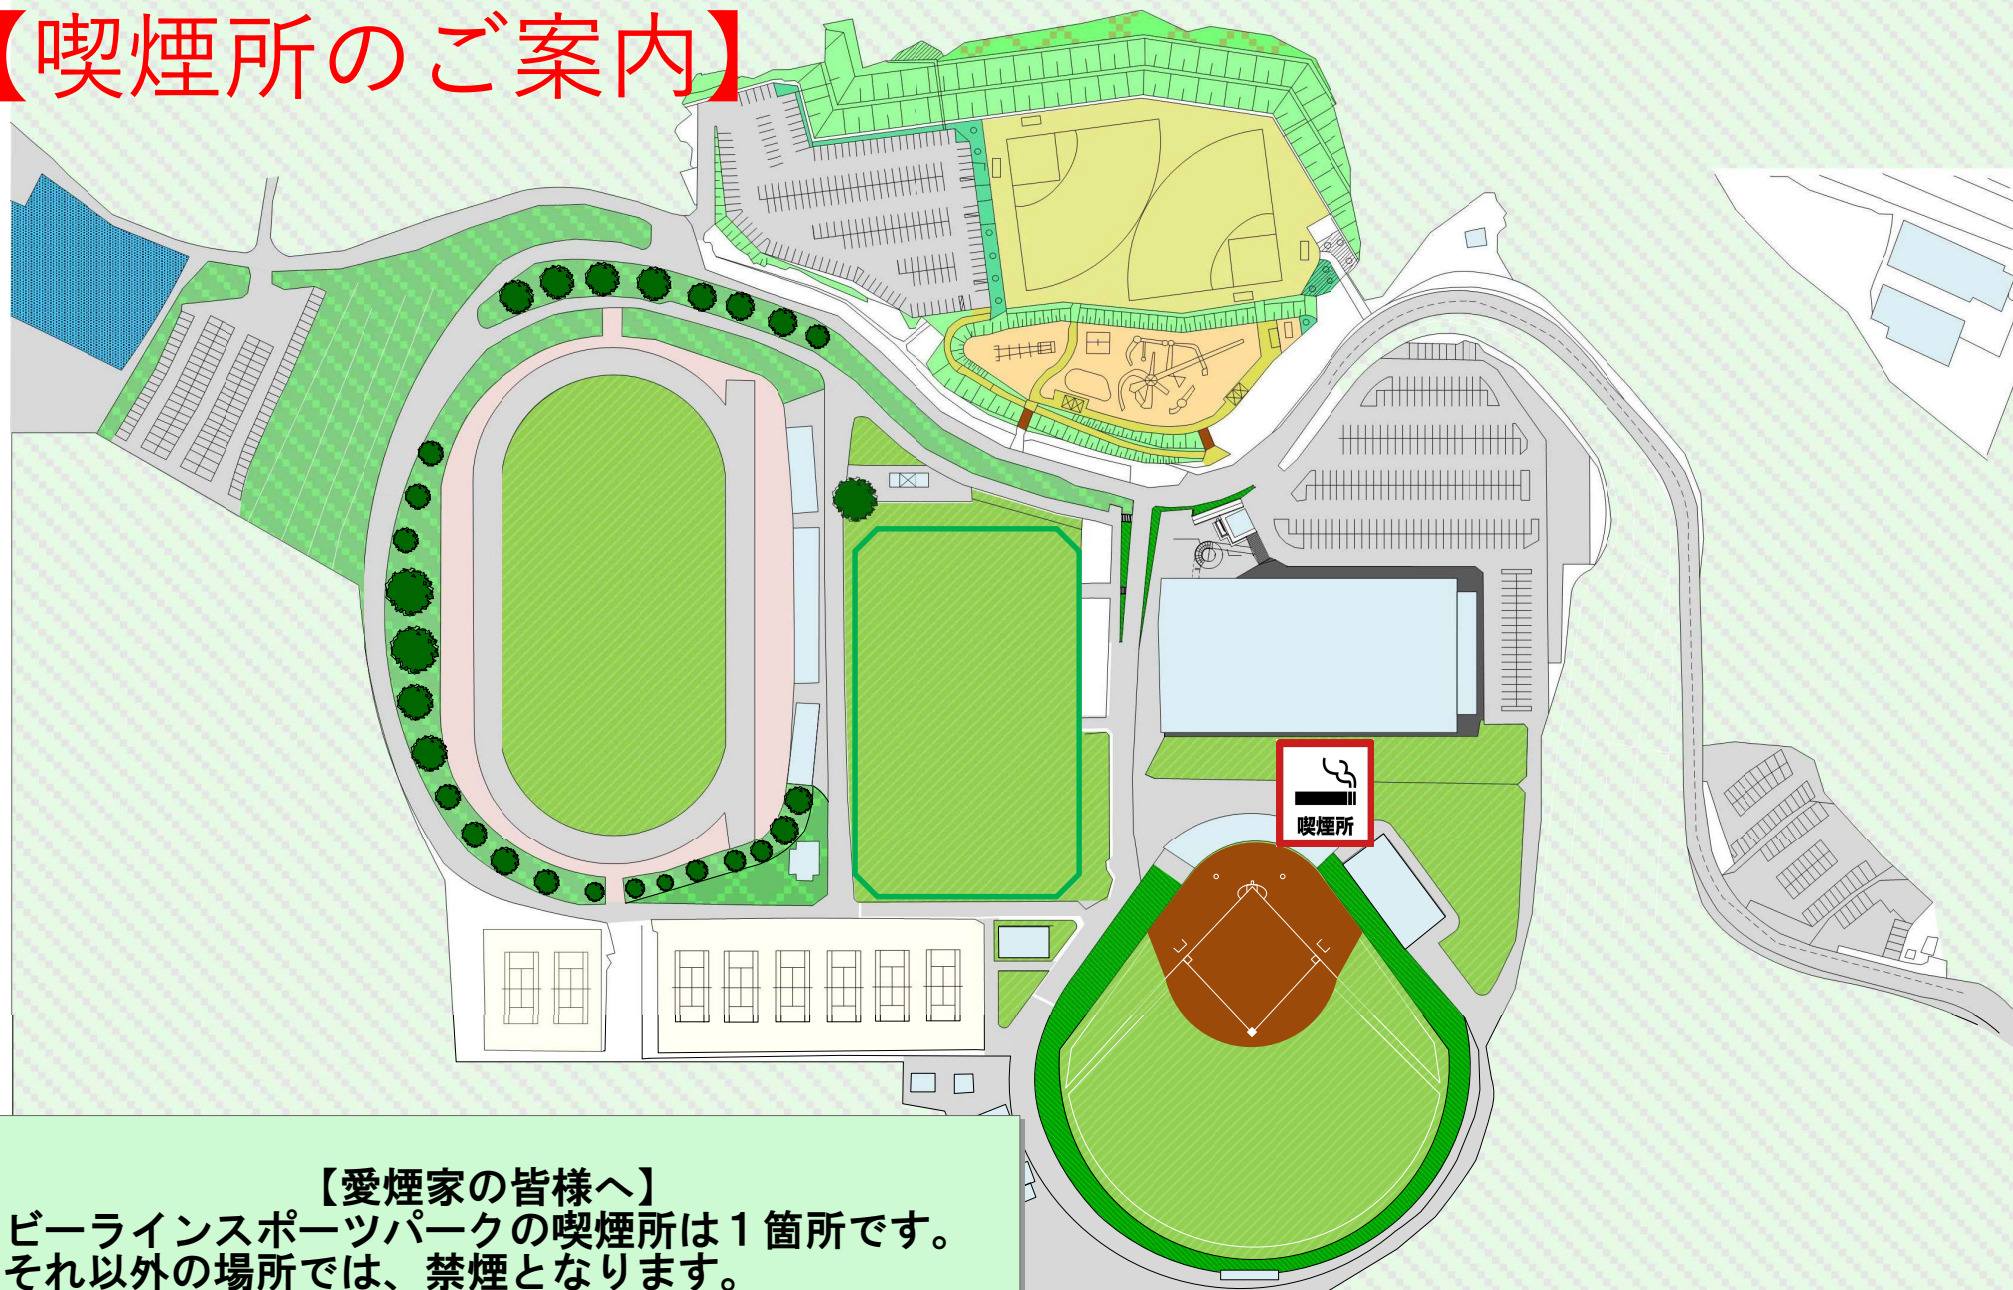 【喫煙所のご案内】
喫煙所
【愛煙家の皆様へ】
ビーラインスポーツパークの喫煙所は１箇所です。
それ以外の場所では、禁煙となります。